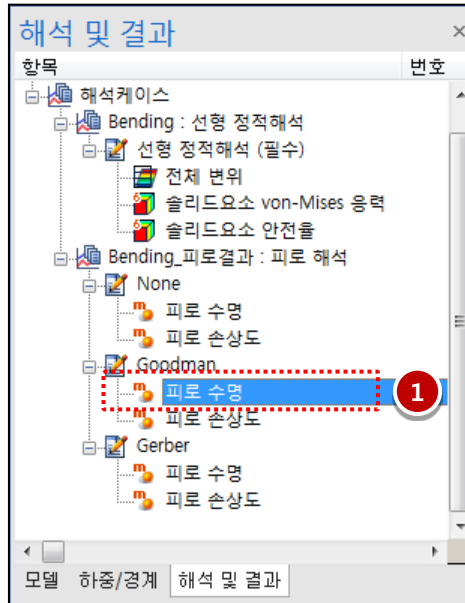 해석 및 결과
항목 번호
해석케이스
Bending : 선형 정적해석
선형 정적해석 (필수)
전체 변위
솔리드요소 von-Mises 응력
솔리드요소 안전율
Bending_피로결과 : 피로 해석
None
피로 수명
피로 손상도
Goodman
피로 수명 1
피로 손상도
Gerber
피로 수명
피로 손상도
모델 하중/경계 해석 및 결과